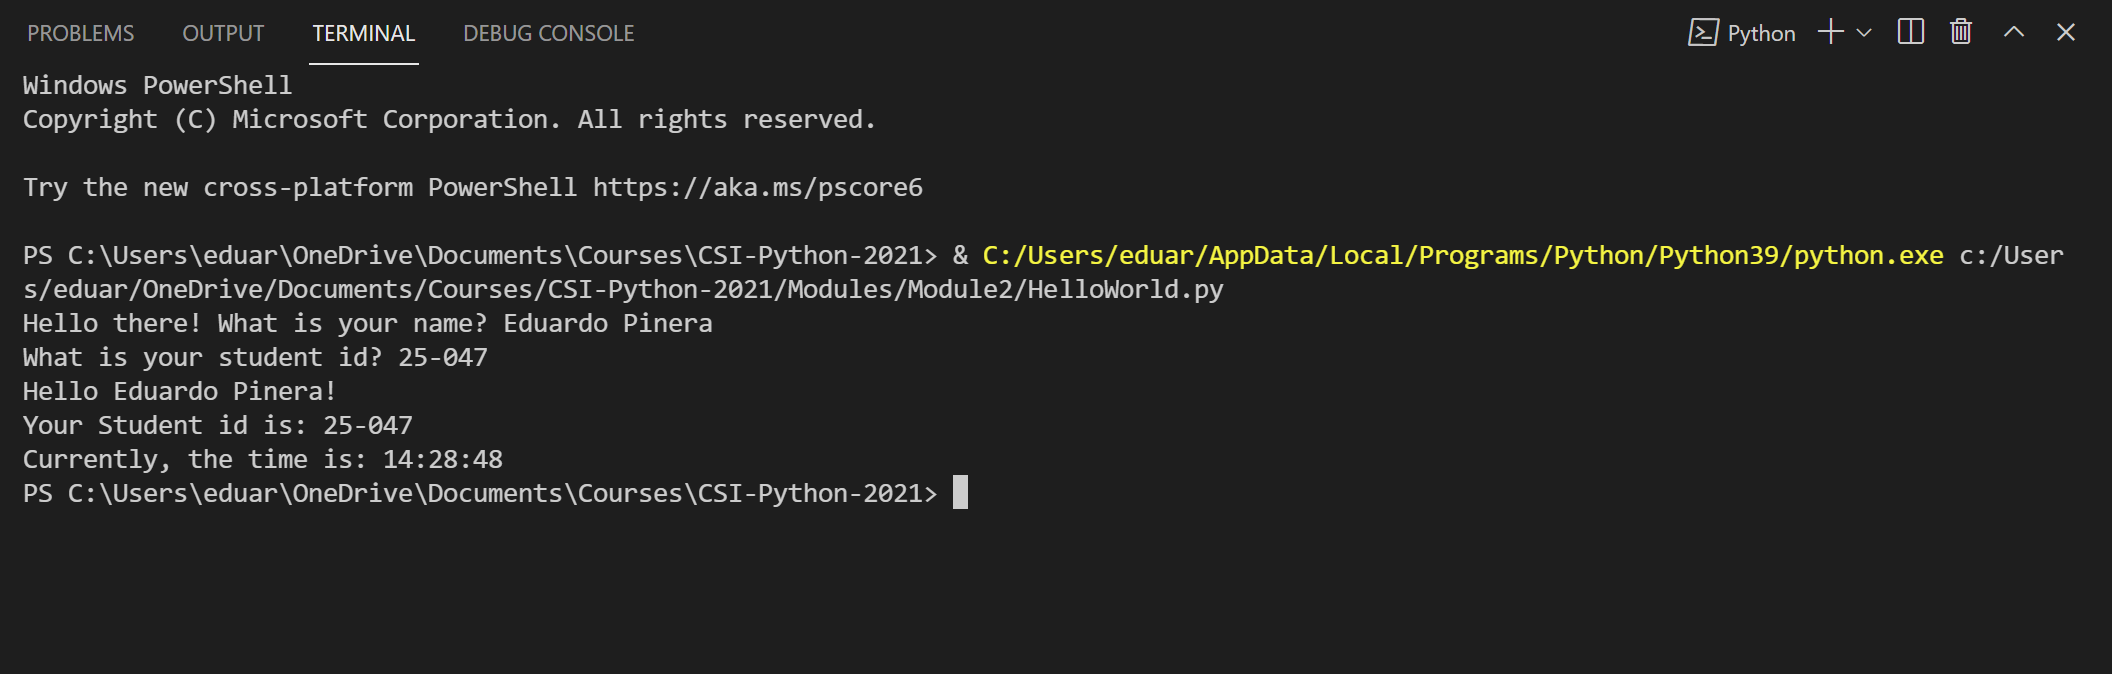 PROBLEMS OUTPUT TERMINAL DEBUG CONSOLE Python
Windows PowerShell
Copyright (C) Microsoft Corporation. All rights reserved.
Try the new cross-platform PowerShell https://aka.ms/pscore6
PS C:\Users\eduar\OneDrive\Documents\Courses\CSI-Python-2021> & C:/Users/eduar/AppData/Local/Programs/Python/Python39/python.exe c:/User
s/eduar/OneDrive/Documents/Courses/CSI-Python-2021/Modules/Module2/HelloWorld.py
Hello there! What is your name? Eduardo Pinera
What is your student id? 25-047
Hello Eduardo Pinera!
Your Student id is: 25-047
Currently, the time is: 14:28:48
PS C:\Users\eduar\OneDrive\Documents\Courses\CSI-Python-2021>